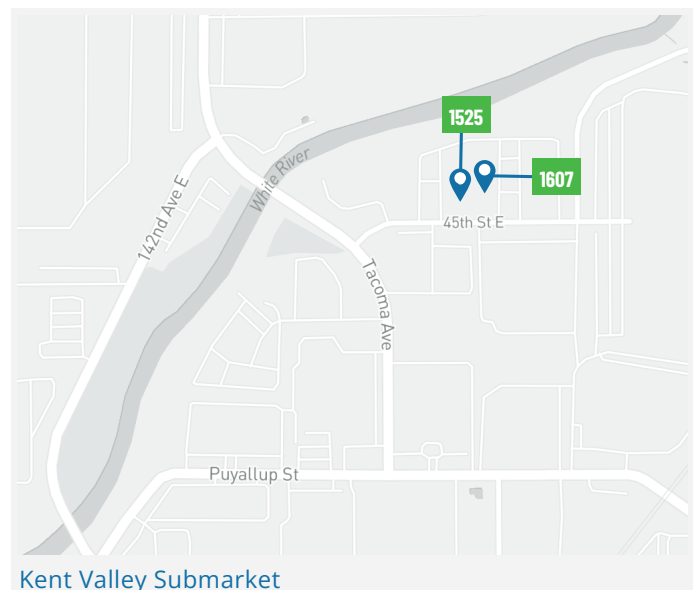 1525
White River
1607
142nd Ave E
45th St E
Tacoma Ave
Puyallup St
Kent Valley Submarket